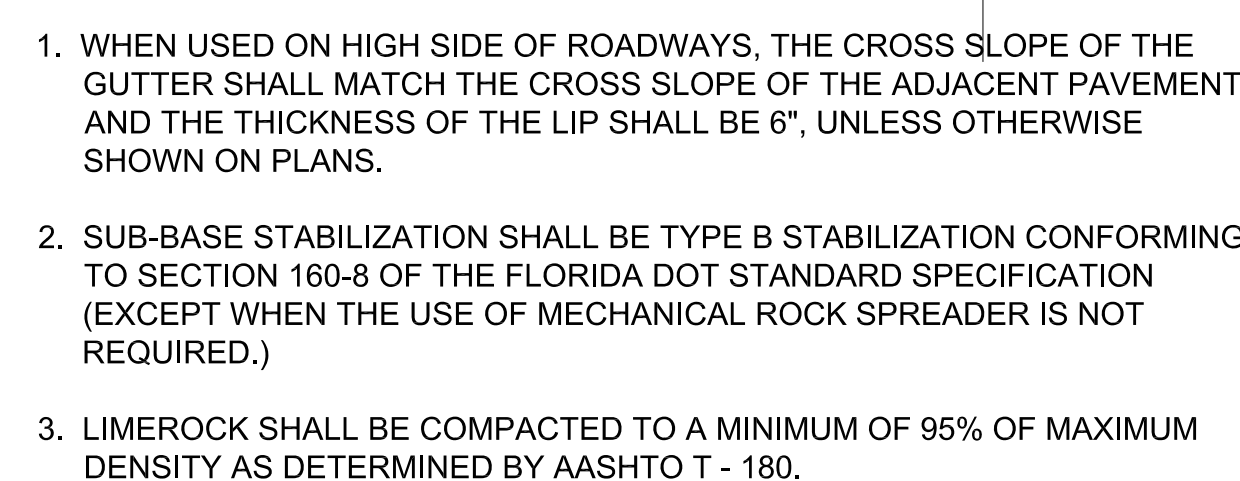 1. WHEN USED ON HIGH SIDE OF ROADWAYS, THE CROSS SLOPE OF THE
GUTTER SHALL MATCH THE CROSS SLOPE OF THE ADJACENT PAVEMENT
AND THE THICKNESS OF THE LIP SHALL BE 6", UNLESS OTHERWISE
SHOWN ON PLANS.
2. SUB-BASE STABILIZATION SHALL BE TYPE B STABILIZATION CONFORMING
TO SECTION 160-8 OF THE FLORIDA DOT STANDARD SPECIFICATION
(EXCEPT WHEN THE USE OF MECHANICAL ROCK SPREADER IS NOT
REQUIRED.)
3. LIMEROCK SHALL BE COMPACTED TO A MINIMUM OF 95% OF MAXIMUM
DENSITY AS DETERMINED BY AASHTO T - 180.